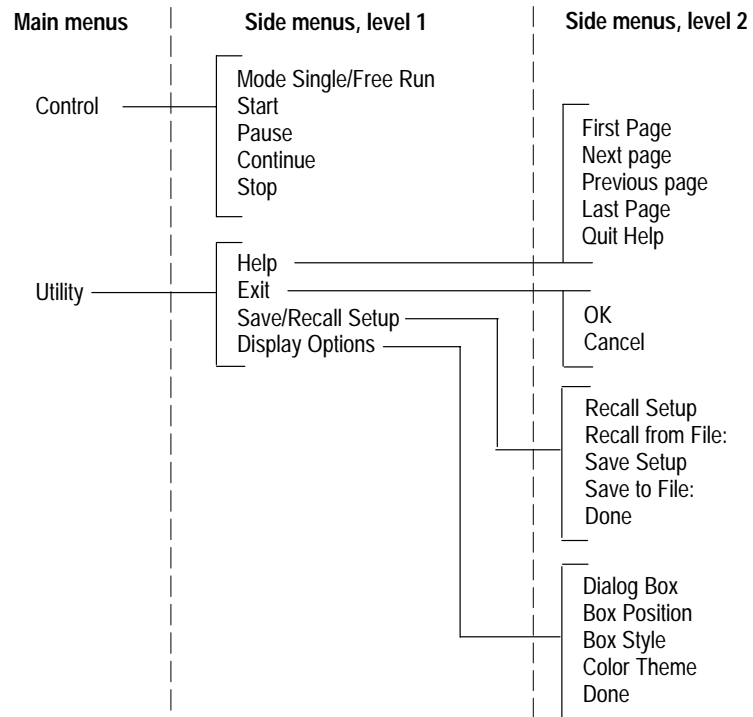 Main menus
Side menus, level 1
Side menus, level 2
Control
Mode Single/Free Run
Start
Pause
Continue
Stop
First Page
Next page
Previous page
Last Page
Quit Help
Utility
Help
Exit
Save/Recall Setup
Display Options
OK
Cancel
Recall Setup
Recall from File:
Save Setup
Save to File:
Done
Dialog Box
Box Position
Box Style
Color Theme
Done